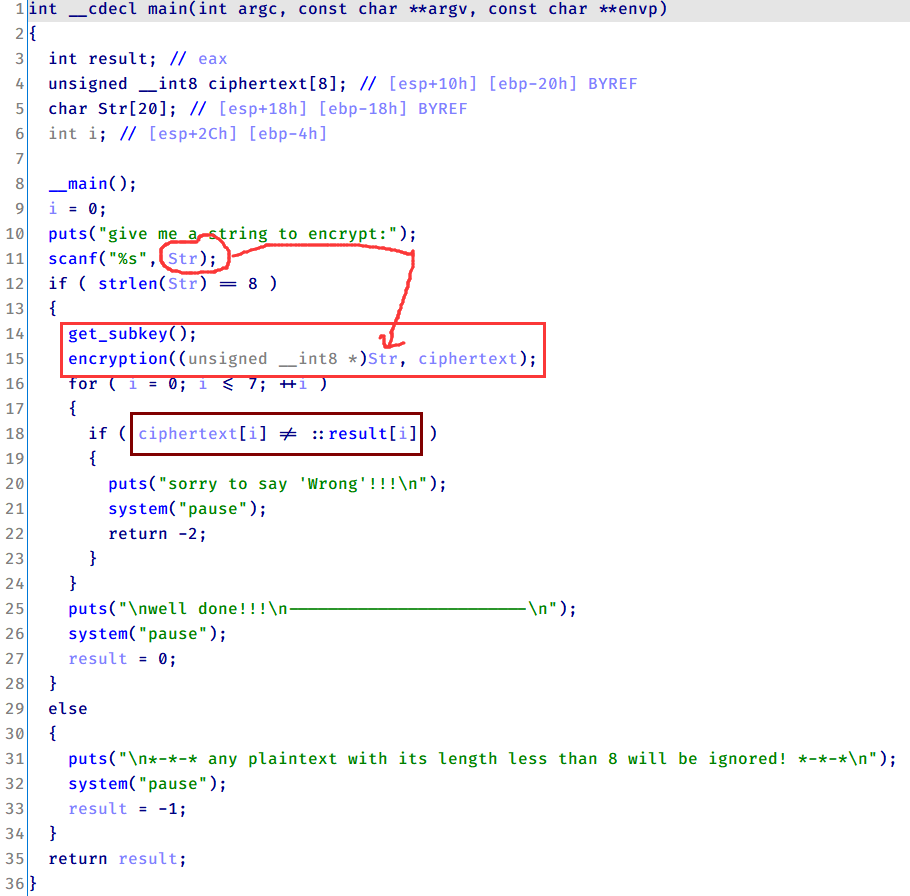 1 int __cdecl main(int argc, const char **argv, const char **envp)
2 {
3 int result; // eax
4 unsigned __int8 ciphertext[8]; // [esp+10h] [ebp-20h] BYREF
5 char Str[20]; // [esp+18h] [ebp-18h] BYREF
6 int i; // [esp+2Ch] [ebp-4h]
7
8 __main();
9 i = 0;
10 puts("give me a string to encrypt:");
11 scanf("%s", Str);
12 if ( strlen(Str) == 8 )
13 {
14 get_subkey();
15 encryption((unsigned __int8 *)Str, ciphertext);
16 for ( i = 0; i <= 7; ++i )
17 {
18 if ( ciphertext[i] != ::result[i] )
19 {
20 puts("sorry to say 'Wrong'!!!\n");
21 system("pause");
22 return -2;
23 }
24 }
25 puts("\nwell done!!!\n------------------------\n");
26 system("pause");
27 result = 0;
28 }
29 else
30 {
31 puts("\n*-*-* any plaintext with its length less than 8 will be ignored! *-*-*\n");
32 system("pause");
33 result = -1;
34 }
35 return result;
36 }